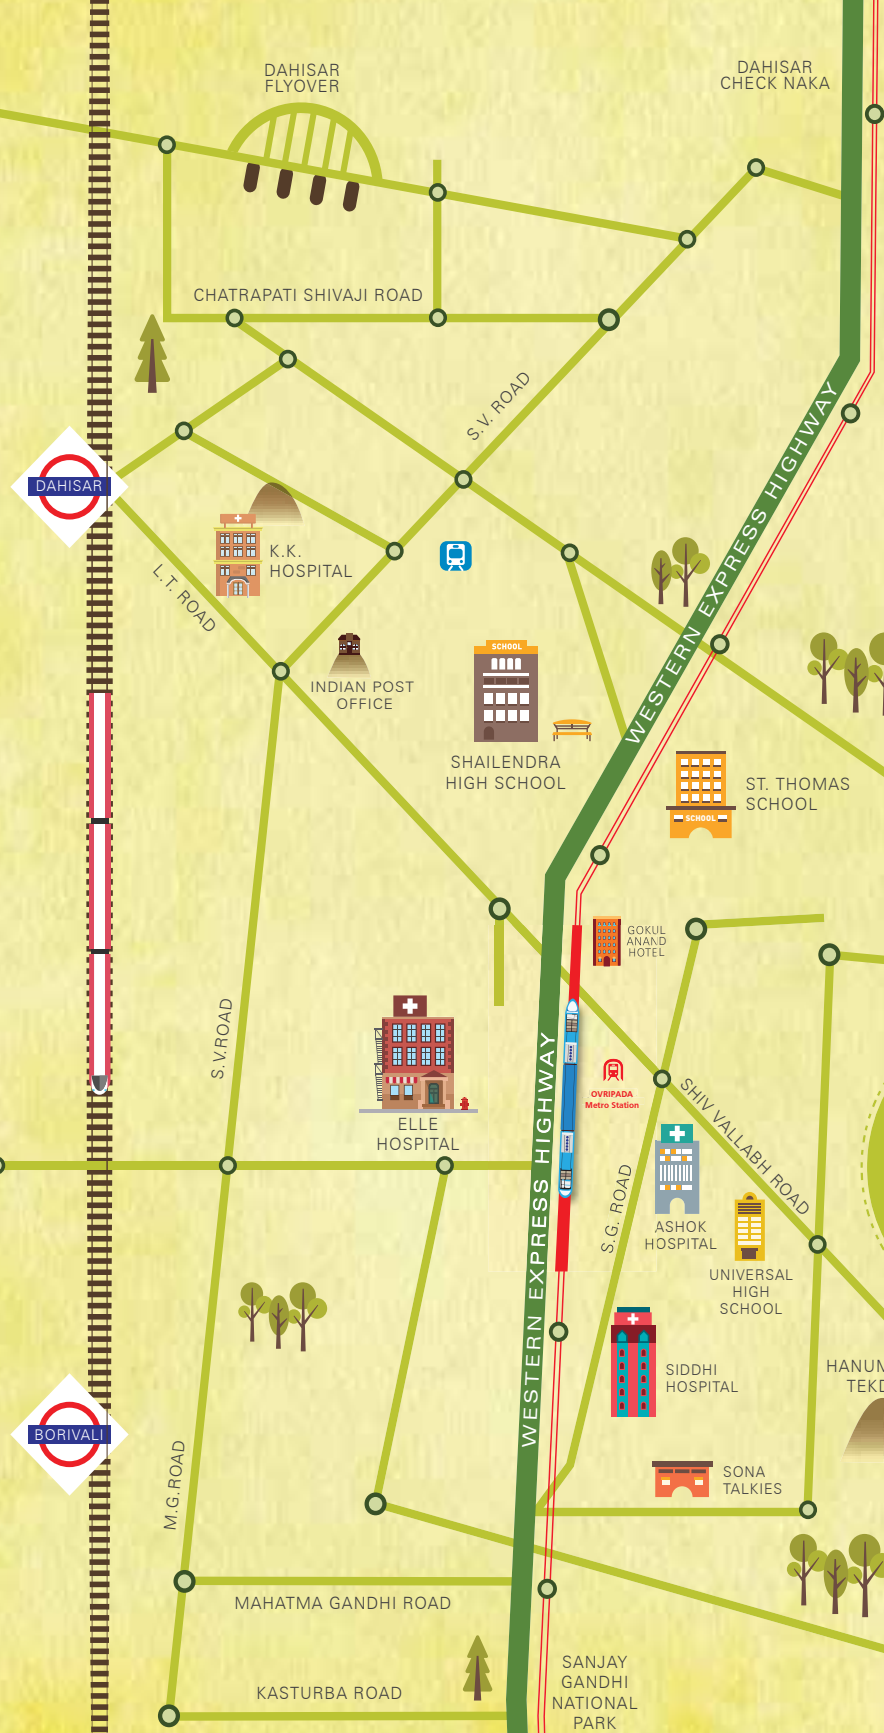 DAHISAR
FLYOVER
DAHISAR
CHECK NAKA
CHATRAPATI SHIVAJI ROAD
S.V. ROAD
WESTERN EXPRESS HIGHWAY
DAHISAR
K.K.
HOSPITAL
L.T. ROAD
INDIAN POST
OFFICE
SCHOOL
SHAILENDRA
HIGH SCHOOL
ST. THOMAS
SCHOOL
SCHOOL
GOKUL
ANAND
HOTEL
S.V.ROAD
ELLE
HOSPITAL
WESTERN EXPRESS HIGHWAY
OVRIPADA
Metro Station
SHIV VALLABH ROAD
S.G. ROAD
ASHOK
HOSPITAL
UNIVERSAL
HIGH
SCHOOL
SIDDHI
HOSPITAL
HANUM
TEKD
BORIVALI
M.G.ROAD
SONA
TALKIES
MAHATMA GANDHI ROAD
KASTURBA ROAD
SANJAY
GANDHI
NATIONAL
PARK